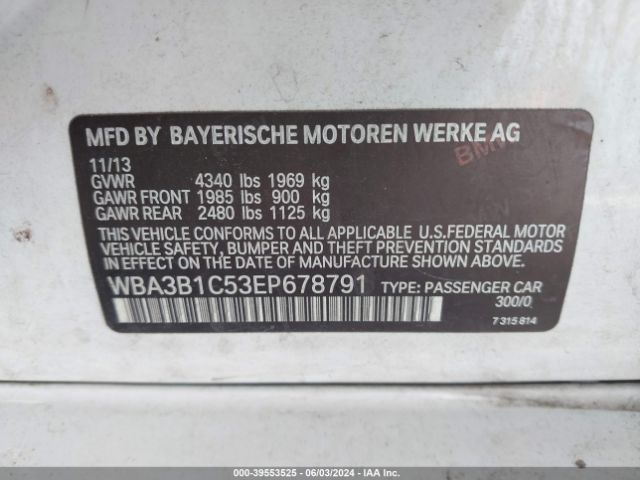 MFD BY BAYERISCHE MOTOREN WERKE AG
11/13
GVWR 4340 lbs 1969 kg
GAWR FRONT 1985 lbs 900 kg
GAWR REAR 2480 lbs 1125 kg
THIS VEHICLE CONFORMS TO ALL APPLICABLE U.S.FEDERAL MOTOR
VEHICLE SAFETY, BUMPER AND THEFT PREVENTION STANDARDS
IN EFFECT ON THE DATE OF MANUFACTURE SHOWN ABOVE.
WBA3B1C53EP678791 TYPE: PASSENGER CAR
300/0
7 315 814
000-39553525 - 06/03/2024 - IAA Inc.